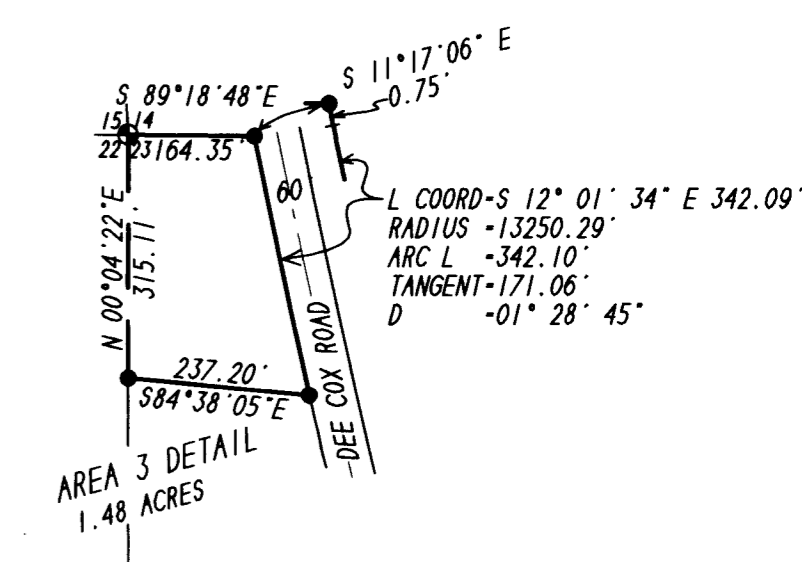 S 11°17'06" E
0.75'
S 89°18'48"E
15 14
22 23
164.35'
60
N 00°04'22"E
315.11'
L COORD=S 12° 01' 34" E 342.09'
RADIUS =13250.29'
ARC L =342.10'
TANGENT=171.06'
D =01° 28' 45"
DEE COX ROAD
237.20'
S84°38'05"E
AREA 3 DETAIL
1.48 ACRES